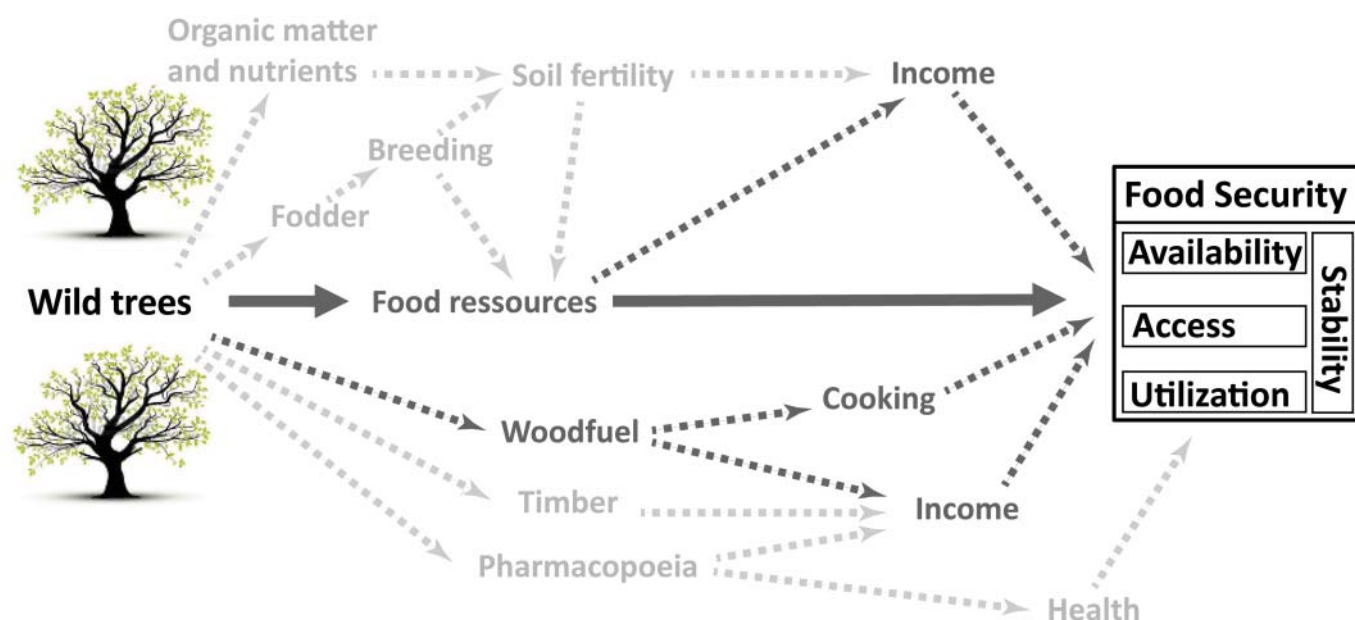 Organic matter
and nutrients
Soil fertility
Income
Breeding
Fodder
Wild trees
Food ressources
Woodfuel
Cooking
Timber
Income
Pharmacopoeia
Health
Food Security
Availability
Access
Utilization
Stability